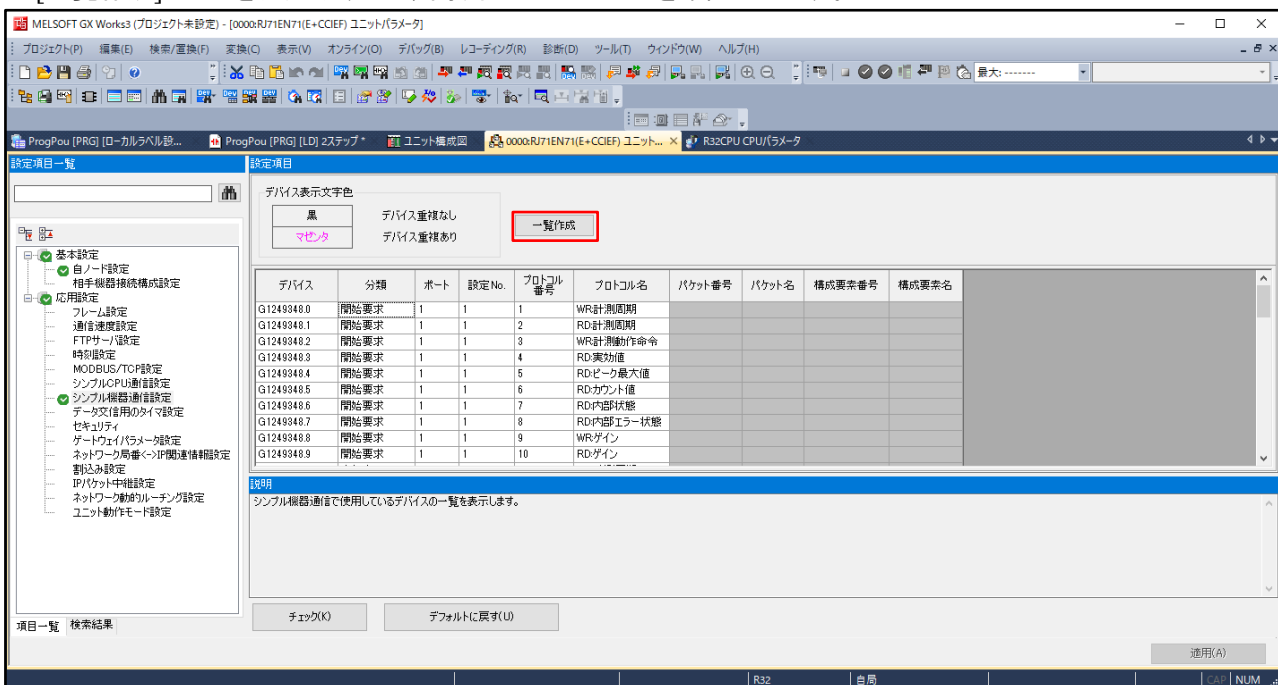 MELSOFT GX Works3 (プロジェクト未設定) - [0000:RJ71EN71(E+CCIEF) ユニットパラメータ]
プロジェクト(P) 編集(E) 検索/置換(F) 変換(C) 表示(V) オンライン(O) デバッグ(B) レコーディング(R) 診断(D) ツール(T) ウィンドウ(W) ヘルプ(H)
最大: -------
ProgPou [PRG] [ローカルラベル設... ProgPou [PRG] [LD] 2ステップ * ユニット構成図 0000:RJ71EN71(E+CCIEF) ユニット... R32CPU CPUパラメータ
設定項目一覧
設定項目
デバイス表示文字色
黒 デバイス重複なし
マゼンタ デバイス重複あり
一覧作成
基本設定
自ノード設定
相手機器接続構成設定
応用設定
フレーム設定
通信速度設定
FTPサーバ設定
時刻設定
MODBUS/TCP設定
シンプルCPU通信設定
シンプル機器通信設定
データ交信用のタイマ設定
セキュリティ
ゲートウェイパラメータ設定
ネットワーク局番<->IP関連情報設定
割込み設定
IPパケット中継設定
ネットワーク動的ルーチング設定
ユニット動作モード設定
デバイス 分類 ポート 設定No. プロトコル番号 プロトコル名 パケット番号 パケット名 構成要素番号 構成要素名
G1249348.0 開始要求 1 1 1 WR:計測周期
G1249348.1 開始要求 1 1 2 RD:計測周期
G1249348.2 開始要求 1 1 3 WR:計測動作命令
G1249348.3 開始要求 1 1 4 RD:実効値
G1249348.4 開始要求 1 1 5 RD:ピーク最大値
G1249348.5 開始要求 1 1 6 RD:カウント値
G1249348.6 開始要求 1 1 7 RD:内部状態
G1249348.7 開始要求 1 1 8 RD:内部エラー状態
G1249348.8 開始要求 1 1 9 WR:ゲイン
G1249348.9 開始要求 1 1 10 RD:ゲイン
説明
シンプル機器通信で使用しているデバイスの一覧を表示します。
チェック(K) デフォルトに戻す(U)
項目一覧 検索結果
適用(A)
R32 自局 CAP NUM